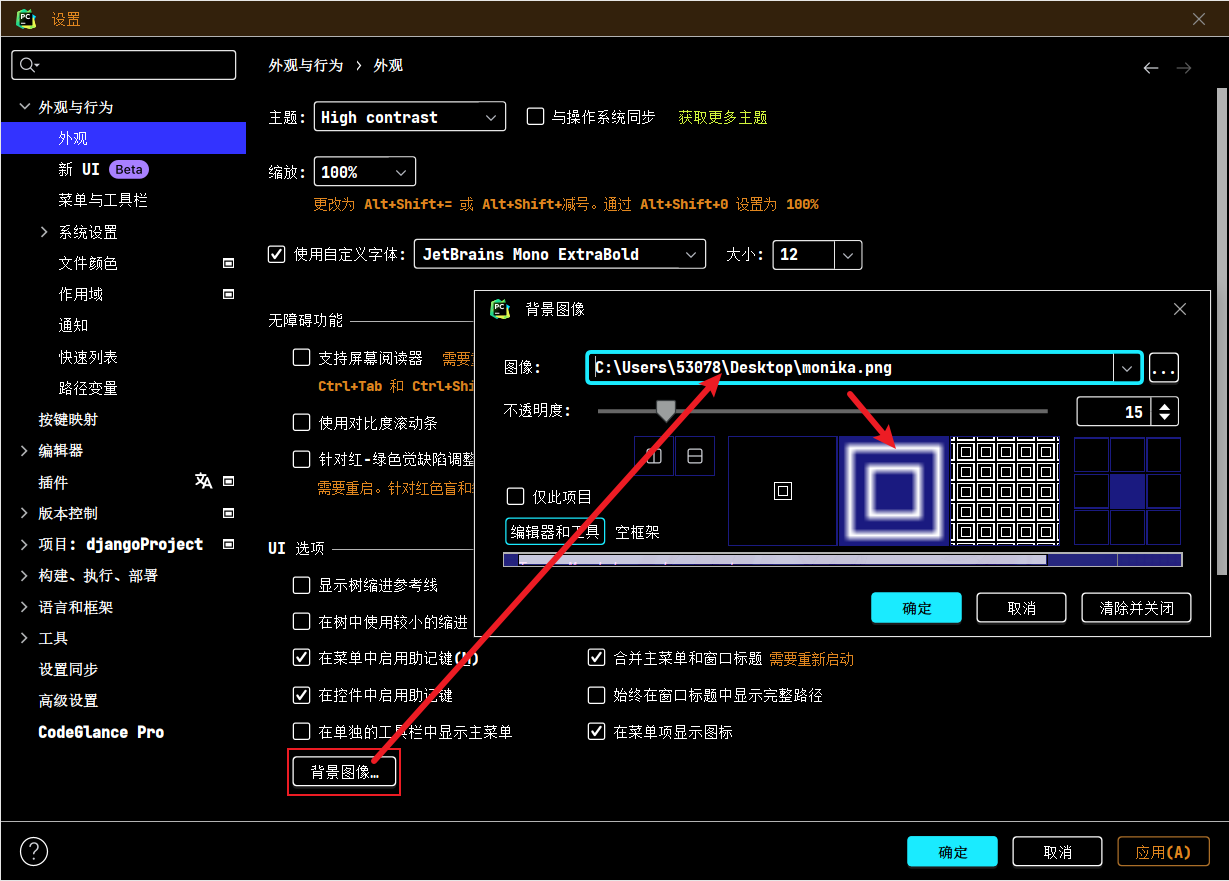 设置
外观与行为 › 外观
外观与行为
外观
新 UI Beta
菜单与工具栏
系统设置
文件颜色
作用域
通知
快速列表
路径变量
按键映射
编辑器
插件
版本控制
项目: djangoProject
构建、执行、部署
语言和框架
工具
设置同步
高级设置
CodeGlance Pro
主题: High contrast 与操作系统同步 获取更多主题
缩放: 100%
更改为 Alt+Shift+= 或 Alt+Shift+减号。通过 Alt+Shift+0 设置为 100%
使用自定义字体: JetBrains Mono ExtraBold 大小: 12
无障碍功能
支持屏幕阅读器 需要
Ctrl+Tab 和 Ctrl+Shi
使用对比度滚动条
针对红-绿色觉缺陷调整
需要重启。针对红色盲和
UI 选项
显示树缩进参考线
在树中使用较小的缩进
在菜单中启用助记键(M) 合并主菜单和窗口标题 需要重新启动
在控件中启用助记键 始终在窗口标题中显示完整路径
在单独的工具栏中显示主菜单 在菜单项显示图标
背景图像…
背景图像
图像: C:\Users\53078\Desktop\monika.png ...
不透明度: 15
仅此项目
编辑器和工具 空框架
确定 取消 清除并关闭
? 确定 取消 应用(A)